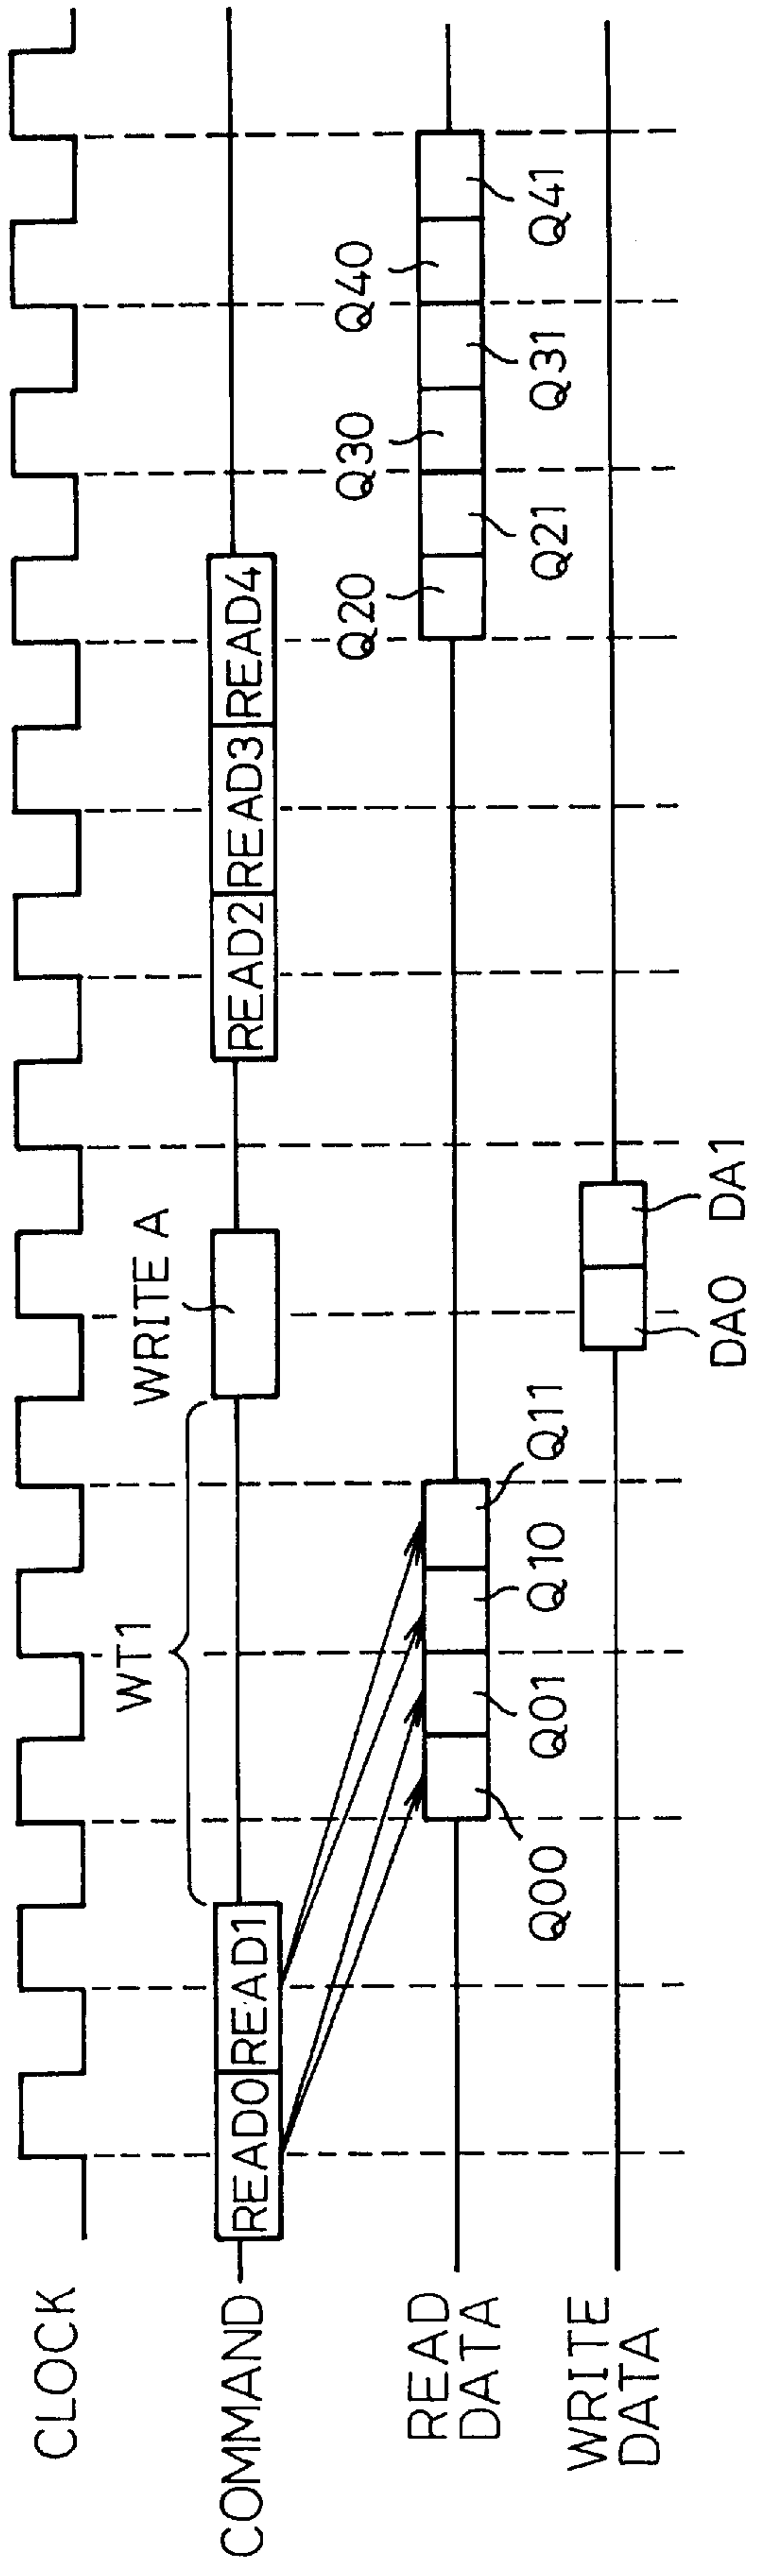 CLOCK
COMMAND
READ0
READ1
WT1
WRITE A
READ2
READ3
READ4
READ
DATA
Q00
Q01
Q10
Q11
Q20
Q21
Q30
Q31
Q40
Q41
WRITE
DATA
DA0
DA1